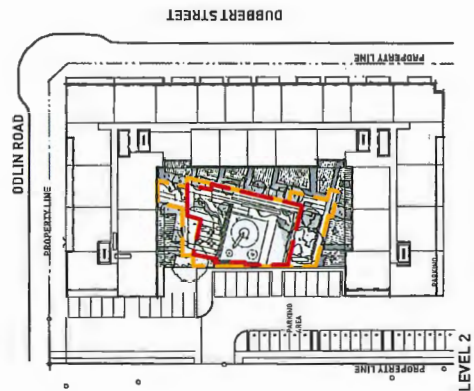 DUBBERT STREET
PROPERTY LINE
ODLIN ROAD
PROPERTY LINE
PARKING
PARKING AREA
PROPERTY LINE
LEVEL 2